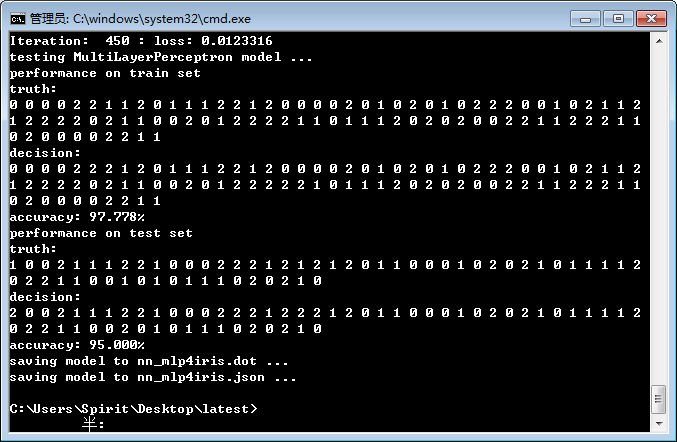 管理员: C:\windows\system32\cmd.exe
Iteration:  450 : loss: 0.0123316
testing MultiLayerPerceptron model ...
performance on train set
truth:
0 0 0 0 2 2 1 1 2 0 1 1 1 2 2 1 2 0 0 0 0 2 0 1 0 2 0 1 0 2 2 2 0 0 1 0 2 1 1 2
1 2 2 2 2 0 2 1 1 0 0 2 0 1 2 2 2 2 1 1 0 1 1 1 2 0 2 0 2 0 0 2 2 1 1 2 2 2 1 1
0 2 0 0 0 0 2 2 1 1
decision:
0 0 0 0 2 2 2 1 2 0 1 1 1 2 2 1 2 0 0 0 0 2 0 1 0 2 0 1 0 2 2 2 0 0 1 0 2 1 1 2
1 2 2 2 2 0 2 1 1 0 0 2 0 1 2 2 2 2 2 1 0 1 1 1 2 0 2 0 2 0 0 2 2 1 1 2 2 2 1 1
0 2 0 0 0 0 2 2 1 1
accuracy: 97.778%
performance on test set
truth:
1 0 0 2 1 1 1 2 2 1 0 0 0 2 2 2 1 2 1 2 1 2 0 1 1 0 0 0 1 0 2 0 2 1 0 1 1 1 1 2
0 2 2 1 1 0 0 1 0 1 0 1 1 1 0 2 0 2 1 0
decision:
2 0 0 2 1 1 1 2 2 1 0 0 0 2 2 2 1 2 2 2 1 2 0 1 1 0 0 0 1 0 2 0 2 1 0 1 1 1 1 2
0 2 2 1 1 0 0 2 0 1 0 1 1 1 0 2 0 2 1 0
accuracy: 95.000%
saving model to nn_mlp4iris.dot ...
saving model to nn_mlp4iris.json ...
C:\Users\Spirit\Desktop\latest>
半: